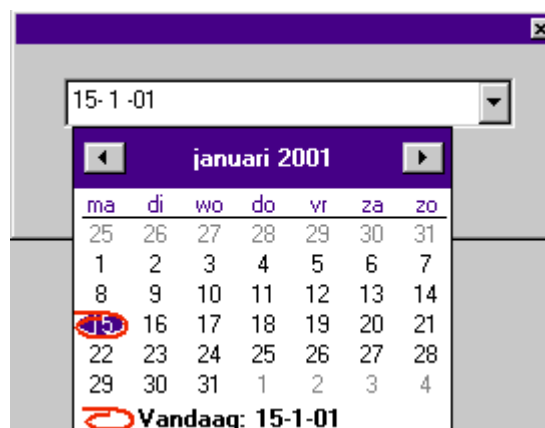 15- 1 -01
januari 2001
ma di wo do vr za zo
25 26 27 28 29 30 31
1 2 3 4 5 6 7
8 9 10 11 12 13 14
15 16 17 18 19 20 21
22 23 24 25 26 27 28
29 30 31 1 2 3 4
Vandaag: 15-1-01